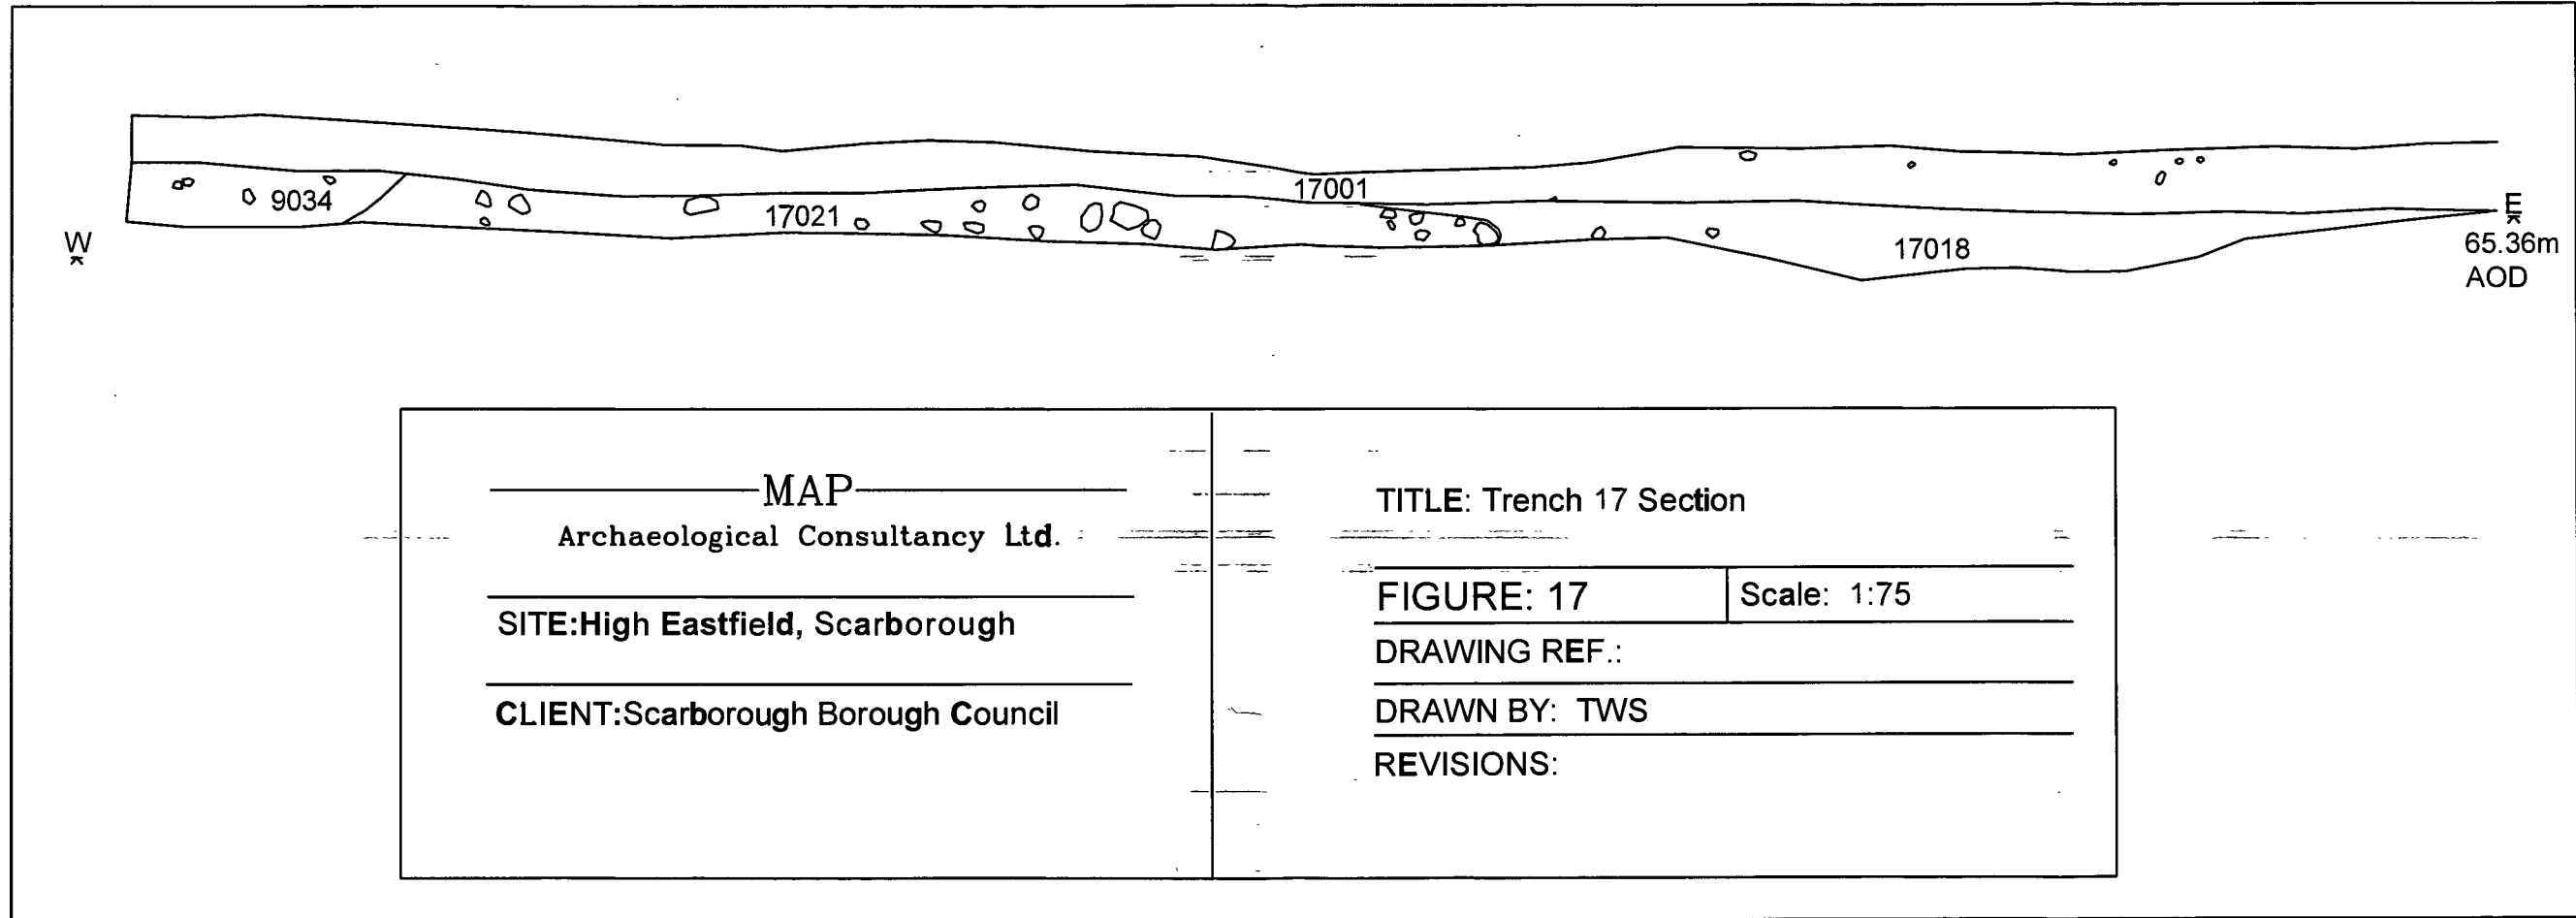 9034
17021
17001
17018
W
E
65.36m
AOD
MAP
Archaeological Consultancy Ltd.
SITE:High Eastfield, Scarborough
CLIENT:Scarborough Borough Council
TITLE: Trench 17 Section
FIGURE: 17
Scale: 1:75
DRAWING REF.:
DRAWN BY: TWS
REVISIONS: